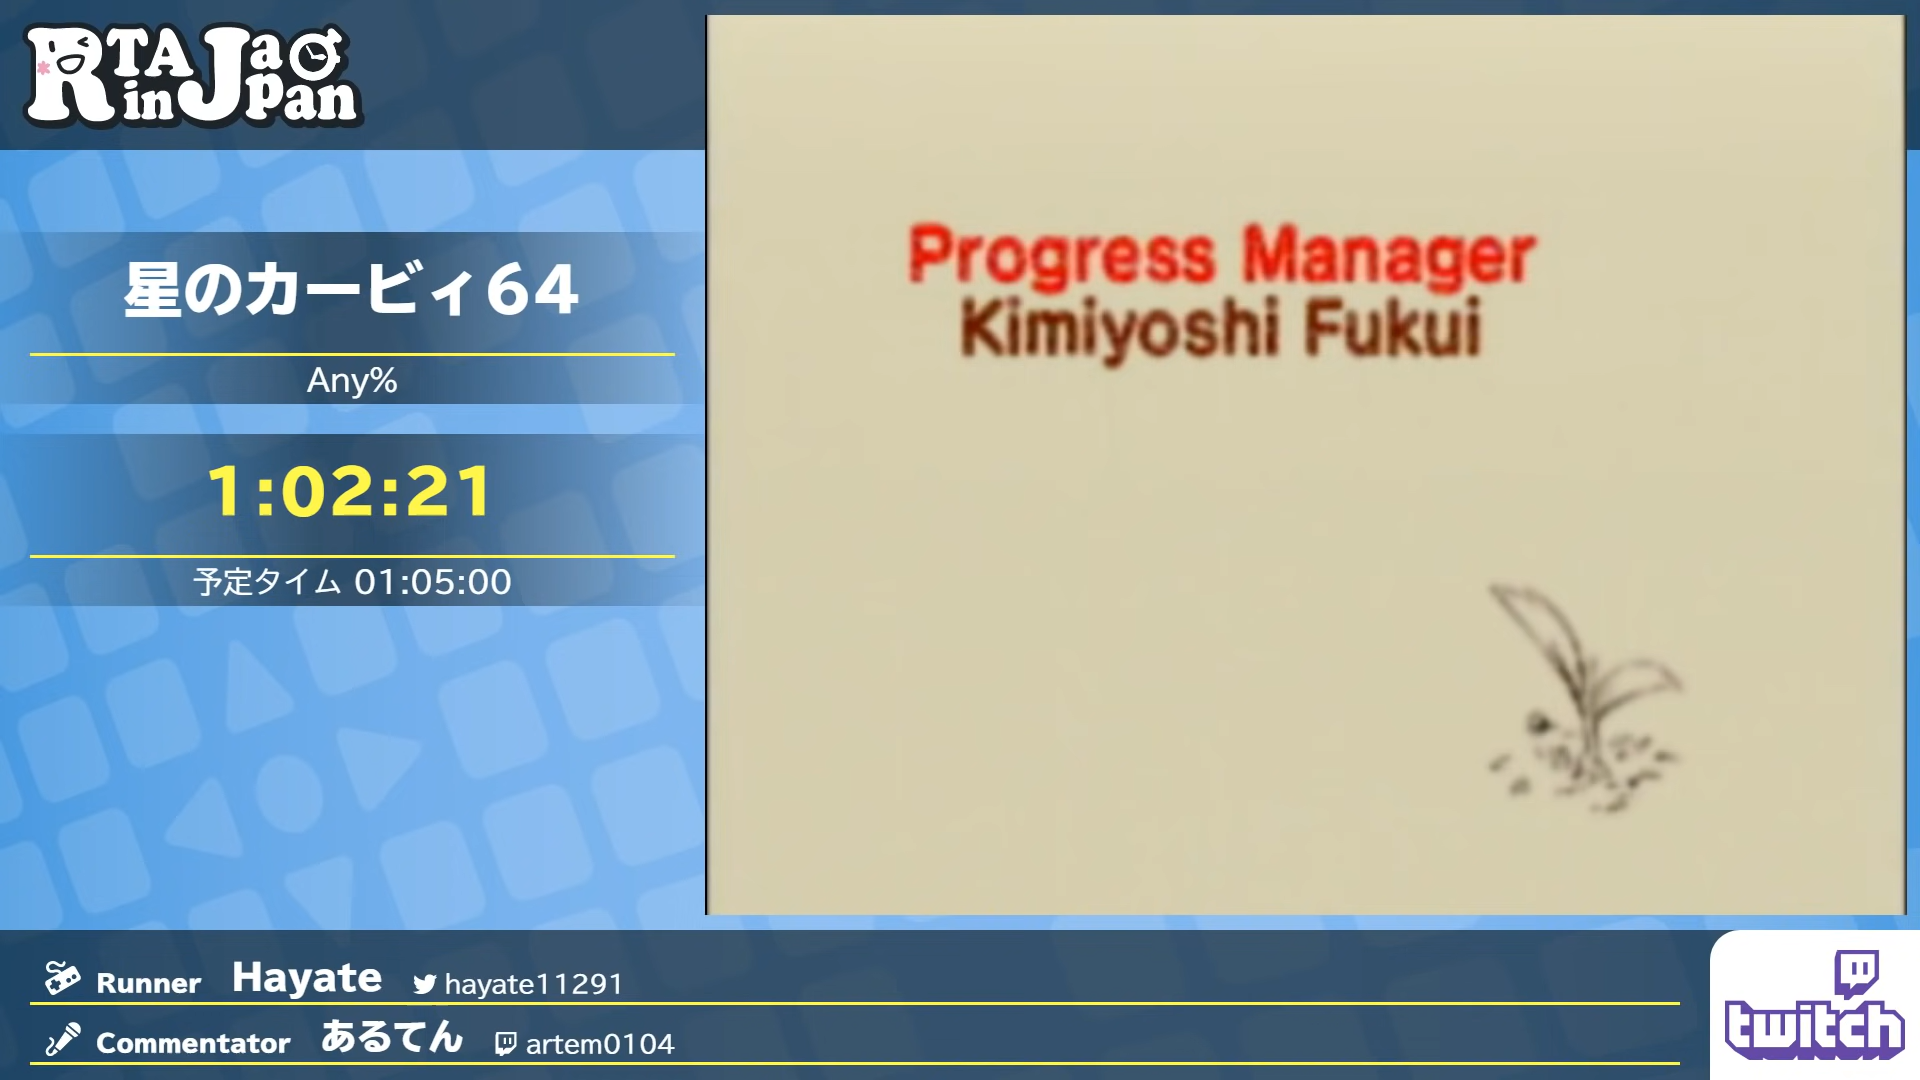 RTA in Japan
星のカービィ64
Any%
1:02:21
予定タイム 01:05:00
Progress Manager
Kimiyoshi Fukui
Runner Hayate hayate11291
Commentator あるてん artem0104
twitch